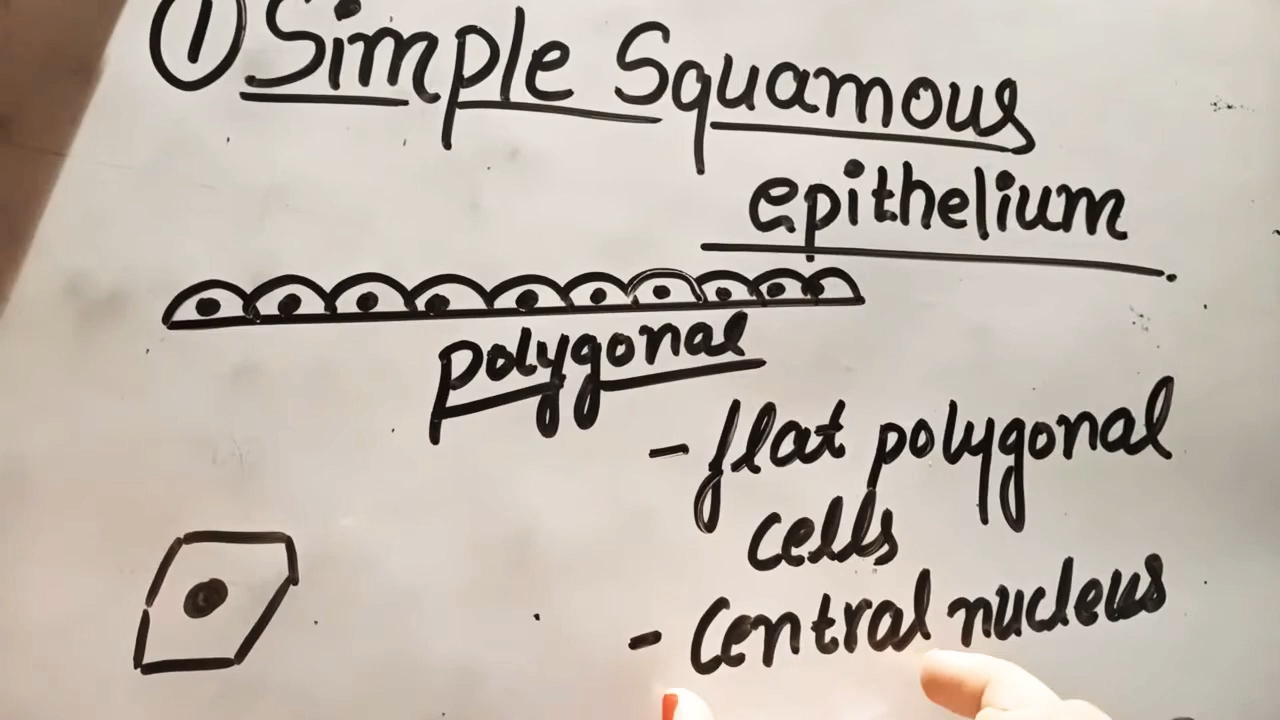 ① Simple Squamous
epithelium
polygonal
- flat polygonal
cells
- Central nucleus